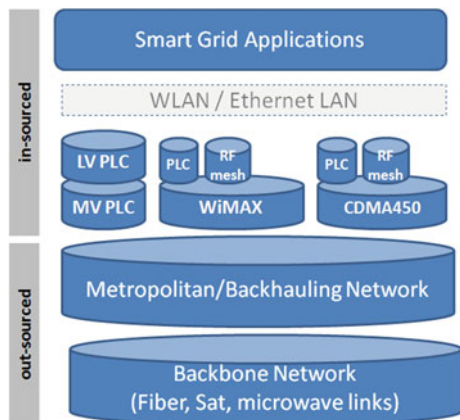 in-sourced
Smart Grid Applications
WLAN / Ethernet LAN
LV PLC
MV PLC
PLC
RF
mesh
WiMAX
PLC
RF
mesh
CDMA450
out-sourced
Metropolitan/Backhauling Network
Backbone Network
(Fiber, Sat, microwave links)